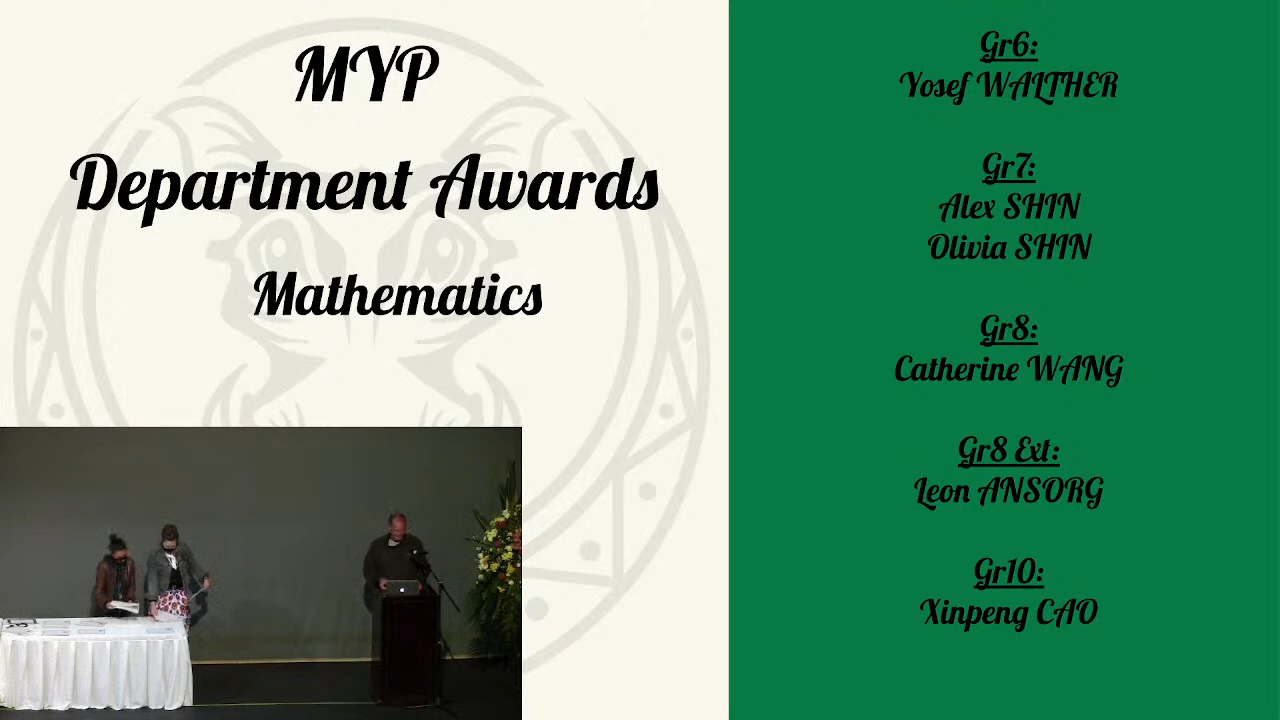 MYP
Department Awards
Mathematics
Gr6:
Yosef WALTHER
Gr7:
Alex SHIN
Olivia SHIN
Gr8:
Catherine WANG
Gr8 Ext:
Leon ANSORG
Gr10:
Xinpeng CAO